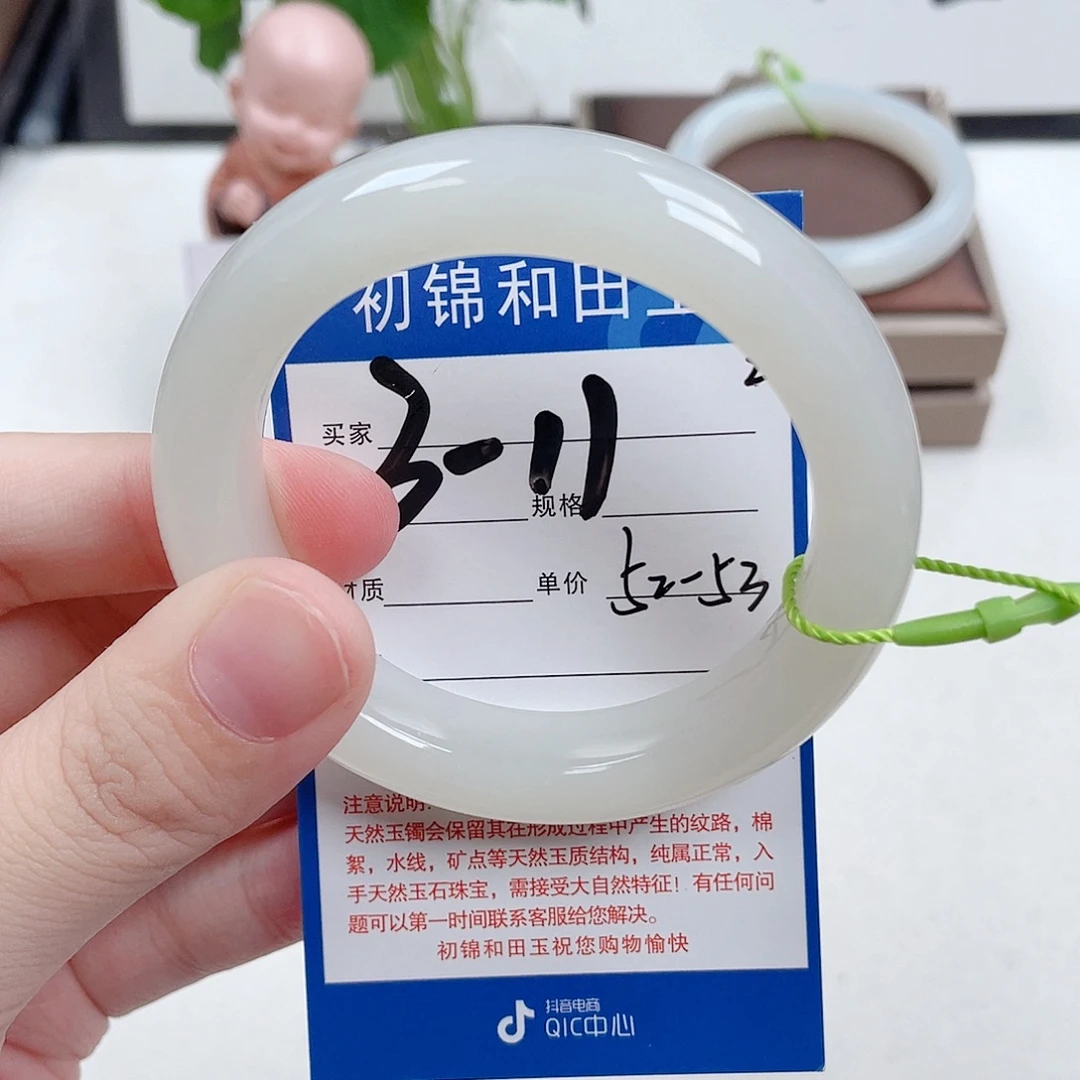 初锦和田玉
买家
3-11
规格
材质
单价 52-53
注意说明:
天然玉镯会保留其在形成过程中产生的纹路，棉
絮，水线，矿点等天然玉质结构，纯属正常，入
手天然玉石珠宝，需接受大自然特征！有任何问
题可以第一时间联系客服给您解决。
初锦和田玉祝您购物愉快
抖音电商
QIC中心